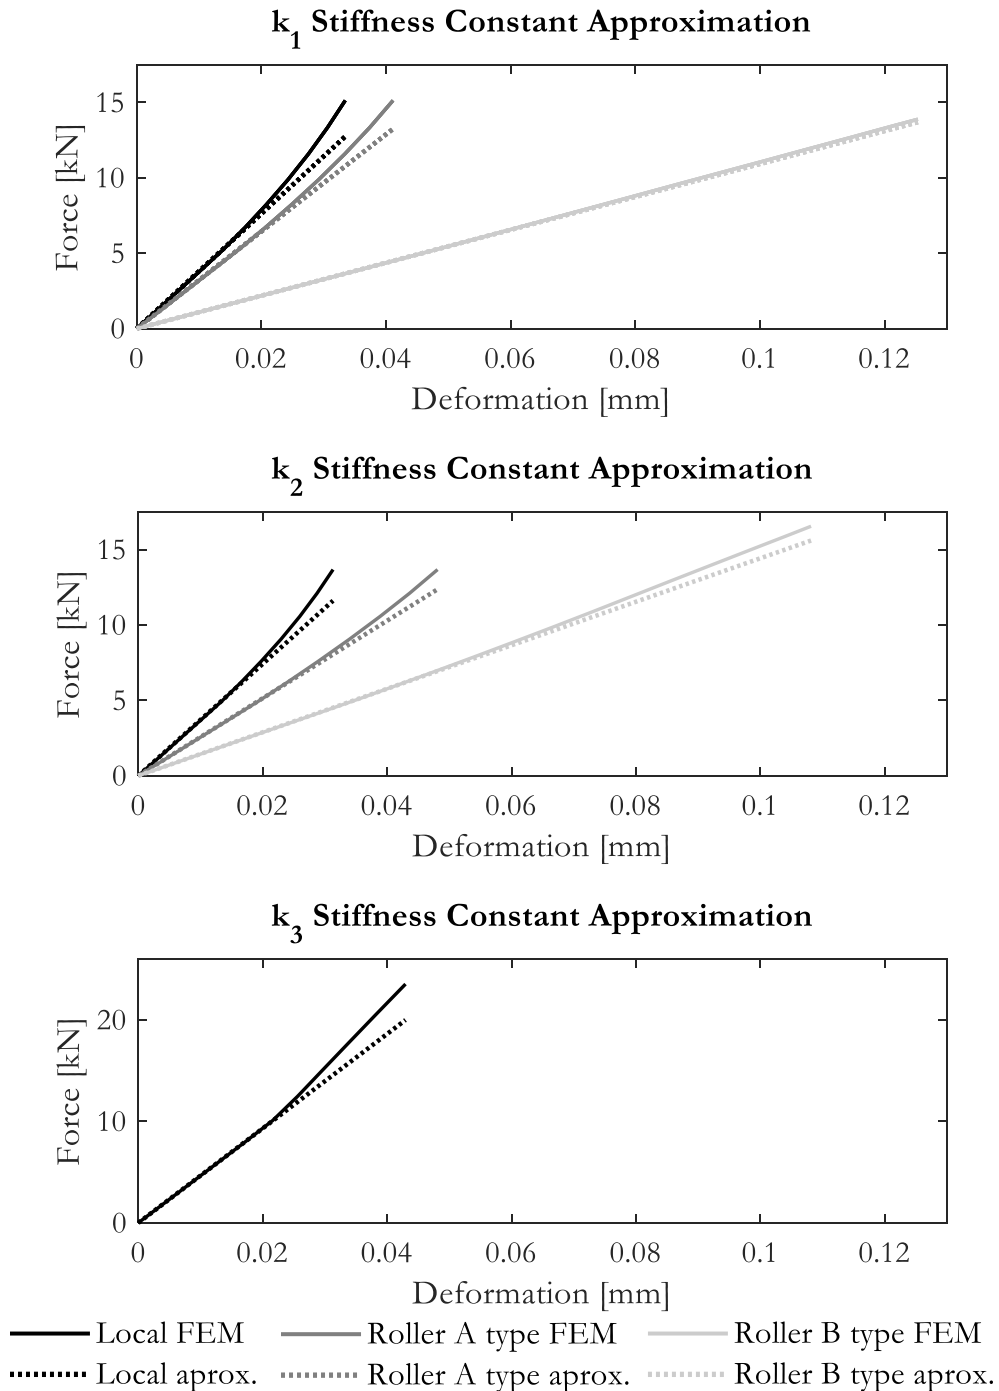 k1 Stiffness Constant Approximation
15
10
5
0
Force [kN]
0 0.02 0.04 0.06 0.08 0.1 0.12
Deformation [mm]
k2 Stiffness Constant Approximation
15
10
5
0
Force [kN]
0 0.02 0.04 0.06 0.08 0.1 0.12
Deformation [mm]
k3 Stiffness Constant Approximation
20
10
0
Force [kN]
0 0.02 0.04 0.06 0.08 0.1 0.12
Deformation [mm]
Local FEM Roller A type FEM Roller B type FEM
Local aprox. Roller A type aprox. Roller B type aprox.